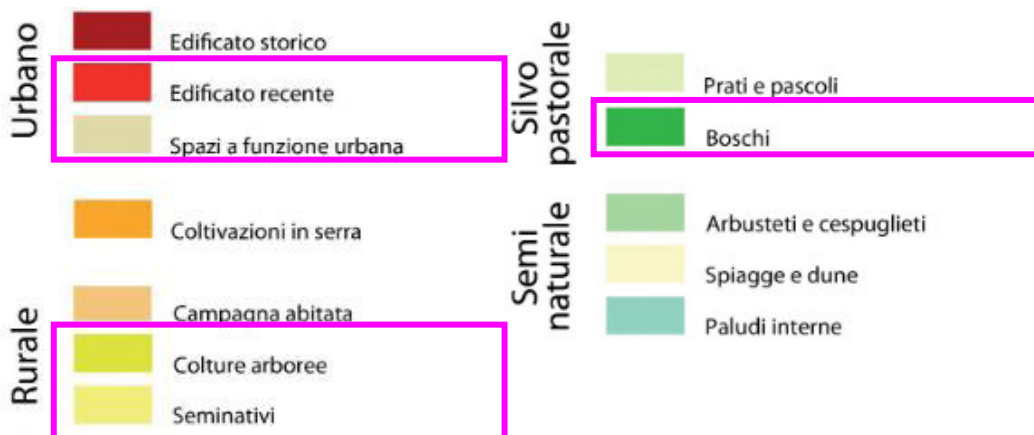 Urbano
Edificato storico
Edificato recente
Spazi a funzione urbana
Rurale
Coltivazioni in serra
Campagna abitata
Colture arboree
Seminativi
Silvo
pastorale
Prati e pascoli
Boschi
Semi
naturale
Arbusteti e cespuglieti
Spiagge e dune
Paludi interne